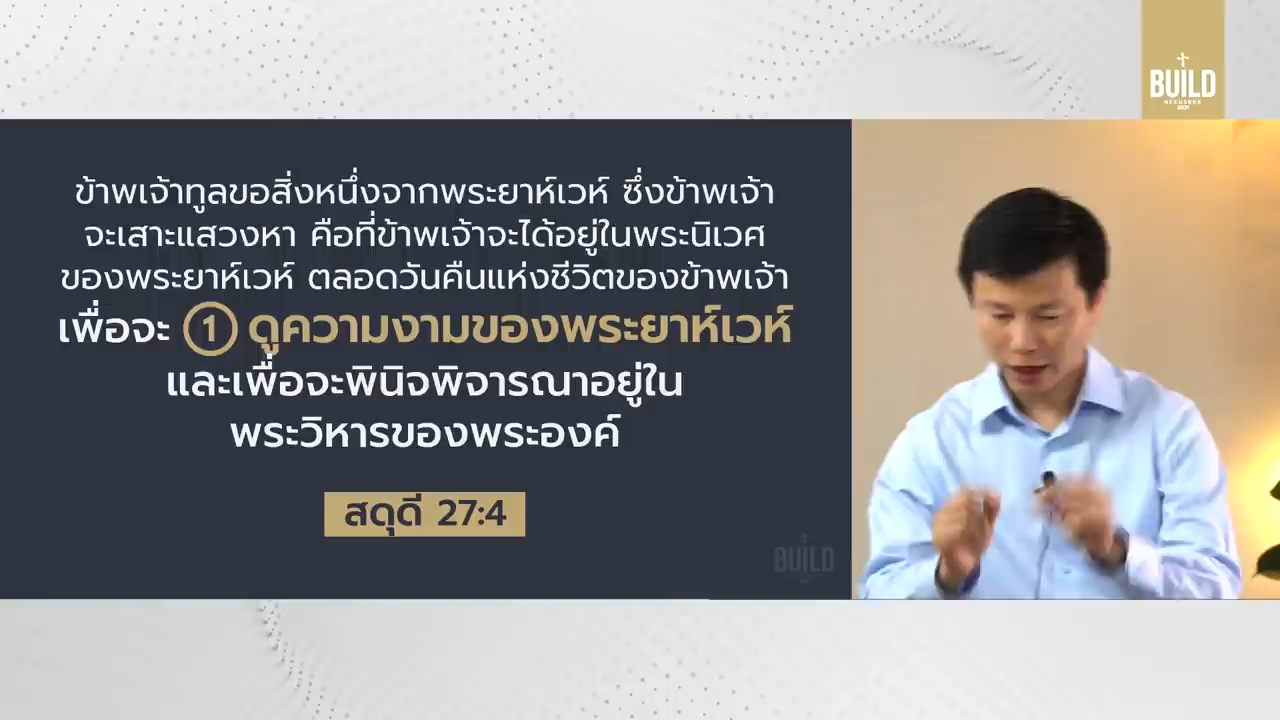 BUILD
NEXUSBKK
2021
ข้าพเจ้าทูลขอสิ่งหนึ่งจากพระยาห์เวห์ ซึ่งข้าพเจ้า
จะเสาะแสวงหา คือที่ข้าพเจ้าจะได้อยู่ในพระนิเวศ
ของพระยาห์เวห์ ตลอดวันคืนแห่งชีวิตของข้าพเจ้า
เพื่อจะ 1 ดูความงามของพระยาห์เวห์
และเพื่อจะพินิจพิจารณาอยู่ใน
พระวิหารของพระองค์
สดุดี 27:4
BUILD